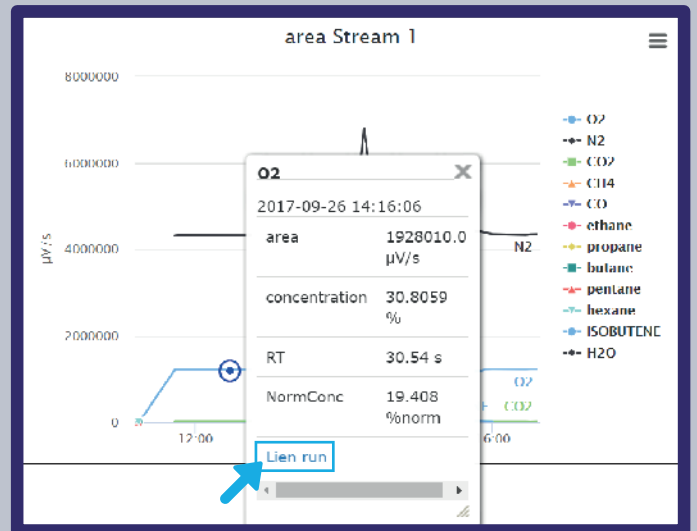 area Stream 1
8000000
6000000
4000000
2000000
0
µV/s
12:00
6:00
N2
O2
CO2
O2
2017-09-26 14:16:06
area 1928010.0
µV/s
concentration 30.8059
%
RT 30.54 s
NormConc 19.408
%norm
Lien run
O2
N2
CO2
CH4
CO
ethane
propane
butane
pentane
hexane
ISOBUTENE
H2O